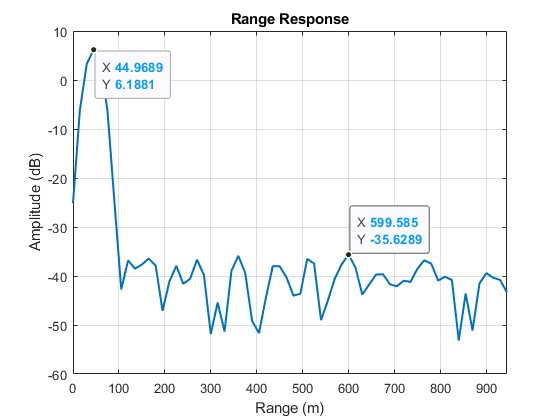 Range Response
10
0
-10
-20
-30
-40
-50
-60
Amplitude (dB)
X 44.9689
Y 6.1881
X 599.585
Y -35.6289
0 100 200 300 400 500 600 700 800 900
Range (m)